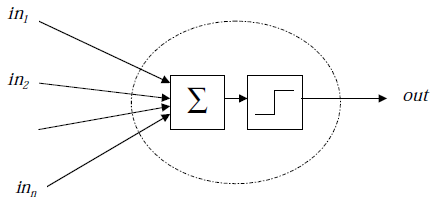 in₁
in₂
Σ
out
inₙ